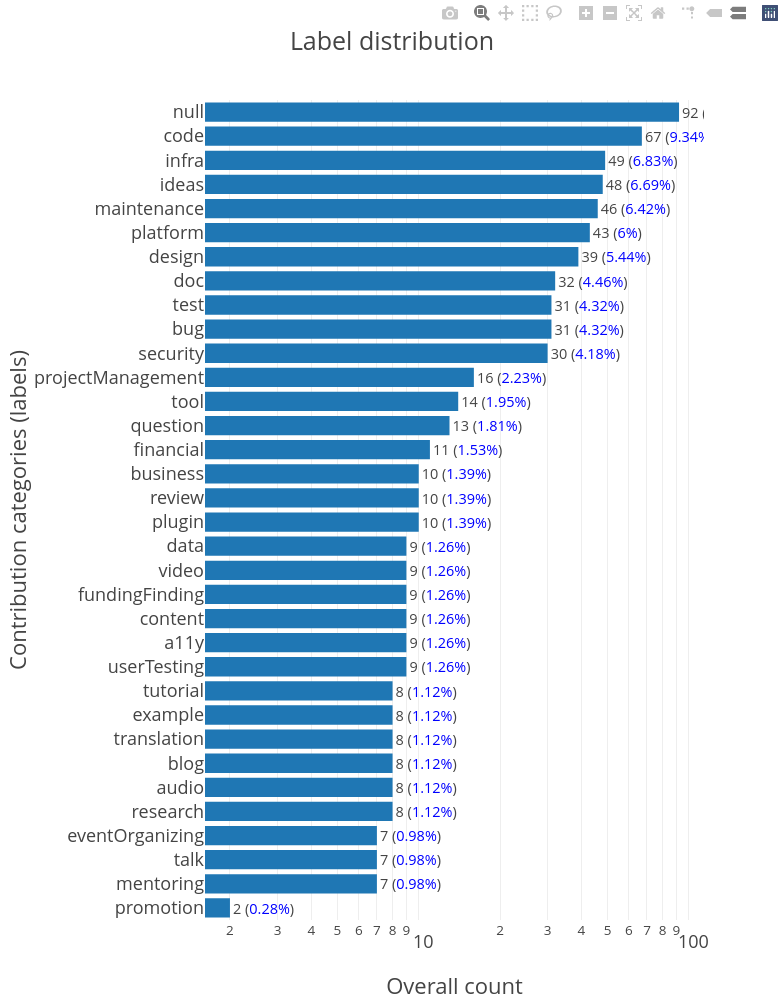 Label distribution
null 92 (
code 67 (9.34%
infra 49 (6.83%)
ideas 48 (6.69%)
maintenance 46 (6.42%)
platform 43 (6%)
design 39 (5.44%)
doc 32 (4.46%)
test 31 (4.32%)
bug 31 (4.32%)
security 30 (4.18%)
projectManagement 16 (2.23%)
tool 14 (1.95%)
question 13 (1.81%)
financial 11 (1.53%)
business 10 (1.39%)
review 10 (1.39%)
plugin 10 (1.39%)
data 9 (1.26%)
video 9 (1.26%)
fundingFinding 9 (1.26%)
content 9 (1.26%)
a11y 9 (1.26%)
userTesting 9 (1.26%)
tutorial 8 (1.12%)
example 8 (1.12%)
translation 8 (1.12%)
blog 8 (1.12%)
audio 8 (1.12%)
research 8 (1.12%)
eventOrganizing 7 (0.98%)
talk 7 (0.98%)
mentoring 7 (0.98%)
promotion 2 (0.28%)
2 3 4 5 6 7 8 9 10 2 3 4 5 6 7 8 9 100
Overall count
Contribution categories (labels)